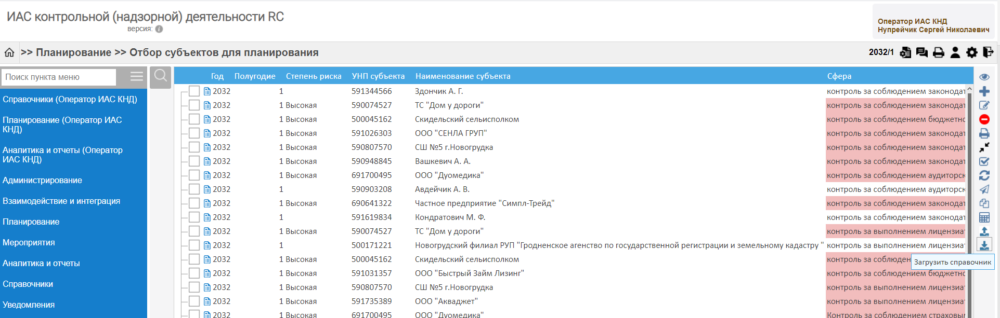 ИАС контрольной (надзорной) деятельности RC
версия:
Оператор ИАС КНД
Нупрейчик Сергей Николаевич
>> Планирование >> Отбор субъектов для планирования
2032/1
Поиск пункта меню
Справочники (Оператор ИАС КНД)
Планирование (Оператор ИАС
КНД)
Аналитика и отчеты (Оператор
ИАС КНД)
Администрирование
Взаимодействие и интеграция
Планирование
Мероприятия
Аналитика и отчеты
Справочники
Уведомления
Год Полугодие Степень риска УНП субъекта Наименование субъекта Сфера
2032 1 591344566 Здончик А. Г. контроль за соблюдением законодат
2032 1 Высокая 590074527 ТС "Дом у дороги" контроль за соблюдением законодат
2032 1 Высокая 500045162 Скидельский сельисполком контроль за соблюдением бюджетно
2032 1 Высокая 591026303 ООО "СЕНЛА ГРУП" контроль за соблюдением законодат
2032 1 Высокая 590807570 СШ №5 г.Новогрудка контроль за соблюдением законодат
2032 1 Высокая 590948845 Вашкевич А. А. контроль за соблюдением законодат
2032 1 Высокая 691700495 ООО "Дуомедика" контроль за соблюдением аудиторск
2032 1 590903208 Авдейчик А. В. контроль за соблюдением аудиторск
2032 1 Высокая 690641322 Частное предприятие "Симпл-Трейд" контроль за соблюдением законодат
2032 1 591619834 Кондратович М. Ф. контроль за соблюдением законодат
2032 1 Высокая 590074527 ТС "Дом у дороги" контроль за выполнением лицензиат
2032 1 500171221 Новогрудский филиал РУП "Гродненское агенство по государственной регистрации и земельному кадастру " контроль за выполнением лицензиат
2032 1 Высокая 500045162 Скидельский сельисполком контроль за соблюден
Загрузить справочник
2032 1 Высокая 591031357 ООО "Быстрый Займ Лизинг" контроль за соблюдением бюджетно
2032 1 Высокая 590807570 СШ №5 г.Новогрудка контроль за выполнением лицензиат
2032 1 Высокая 591735389 ООО "Акваджет" контроль за выполнением лицензиат
2032 1 Высокая 691700495 ООО "Дуомедика" Контроль за соблюдением страховым